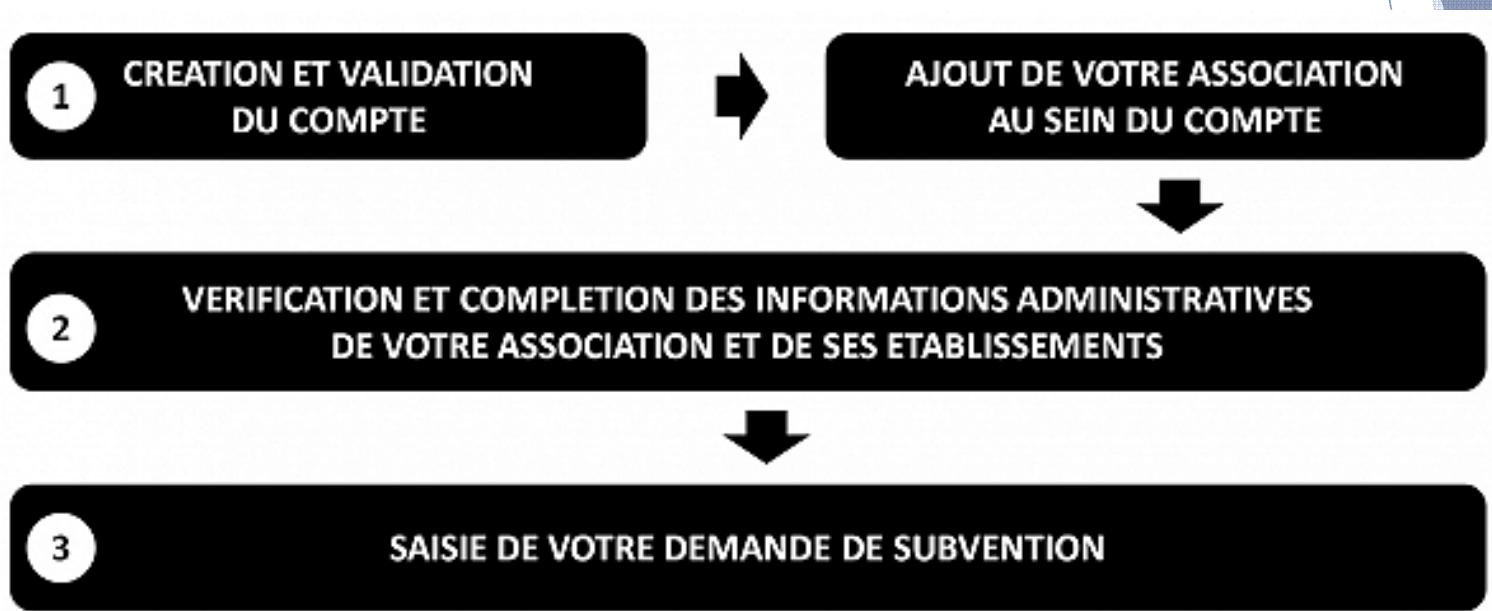 1
CREATION ET VALIDATION
DU COMPTE
AJOUT DE VOTRE ASSOCIATION
AU SEIN DU COMPTE
2
VERIFICATION ET COMPLETION DES INFORMATIONS ADMINISTRATIVES
DE VOTRE ASSOCIATION ET DE SES ETABLISSEMENTS
3
SAISIE DE VOTRE DEMANDE DE SUBVENTION